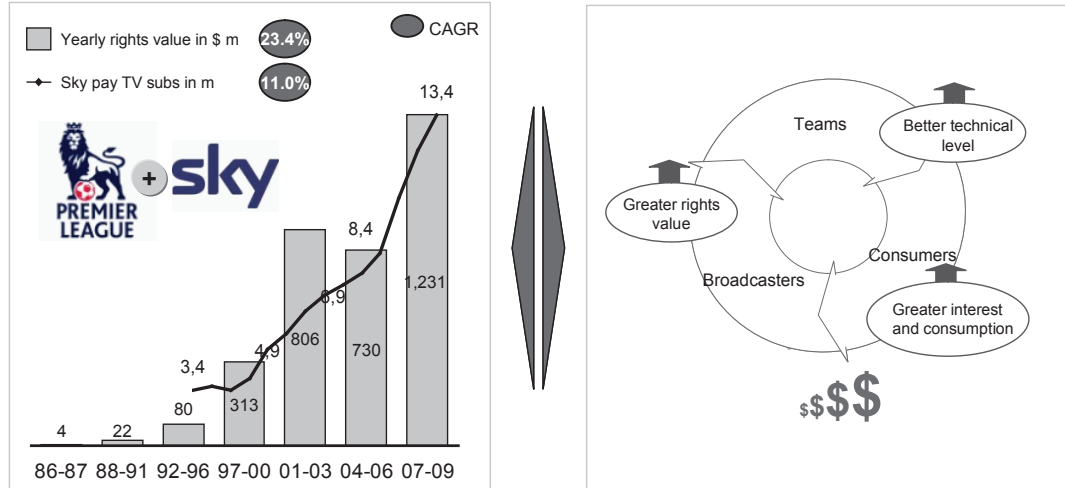 Yearly rights value in $ m
23.4%
CAGR
Sky pay TV subs in m
11.0%
PREMIER
LEAGUE
+
sky
13,4
8,4
6,9
4,9
3,4
1,231
806
730
313
80
22
4
86-87 88-91 92-96 97-00 01-03 04-06 07-09
Teams
Better technical
level
Greater rights
value
Consumers
Broadcasters
Greater interest
and consumption
$$$$